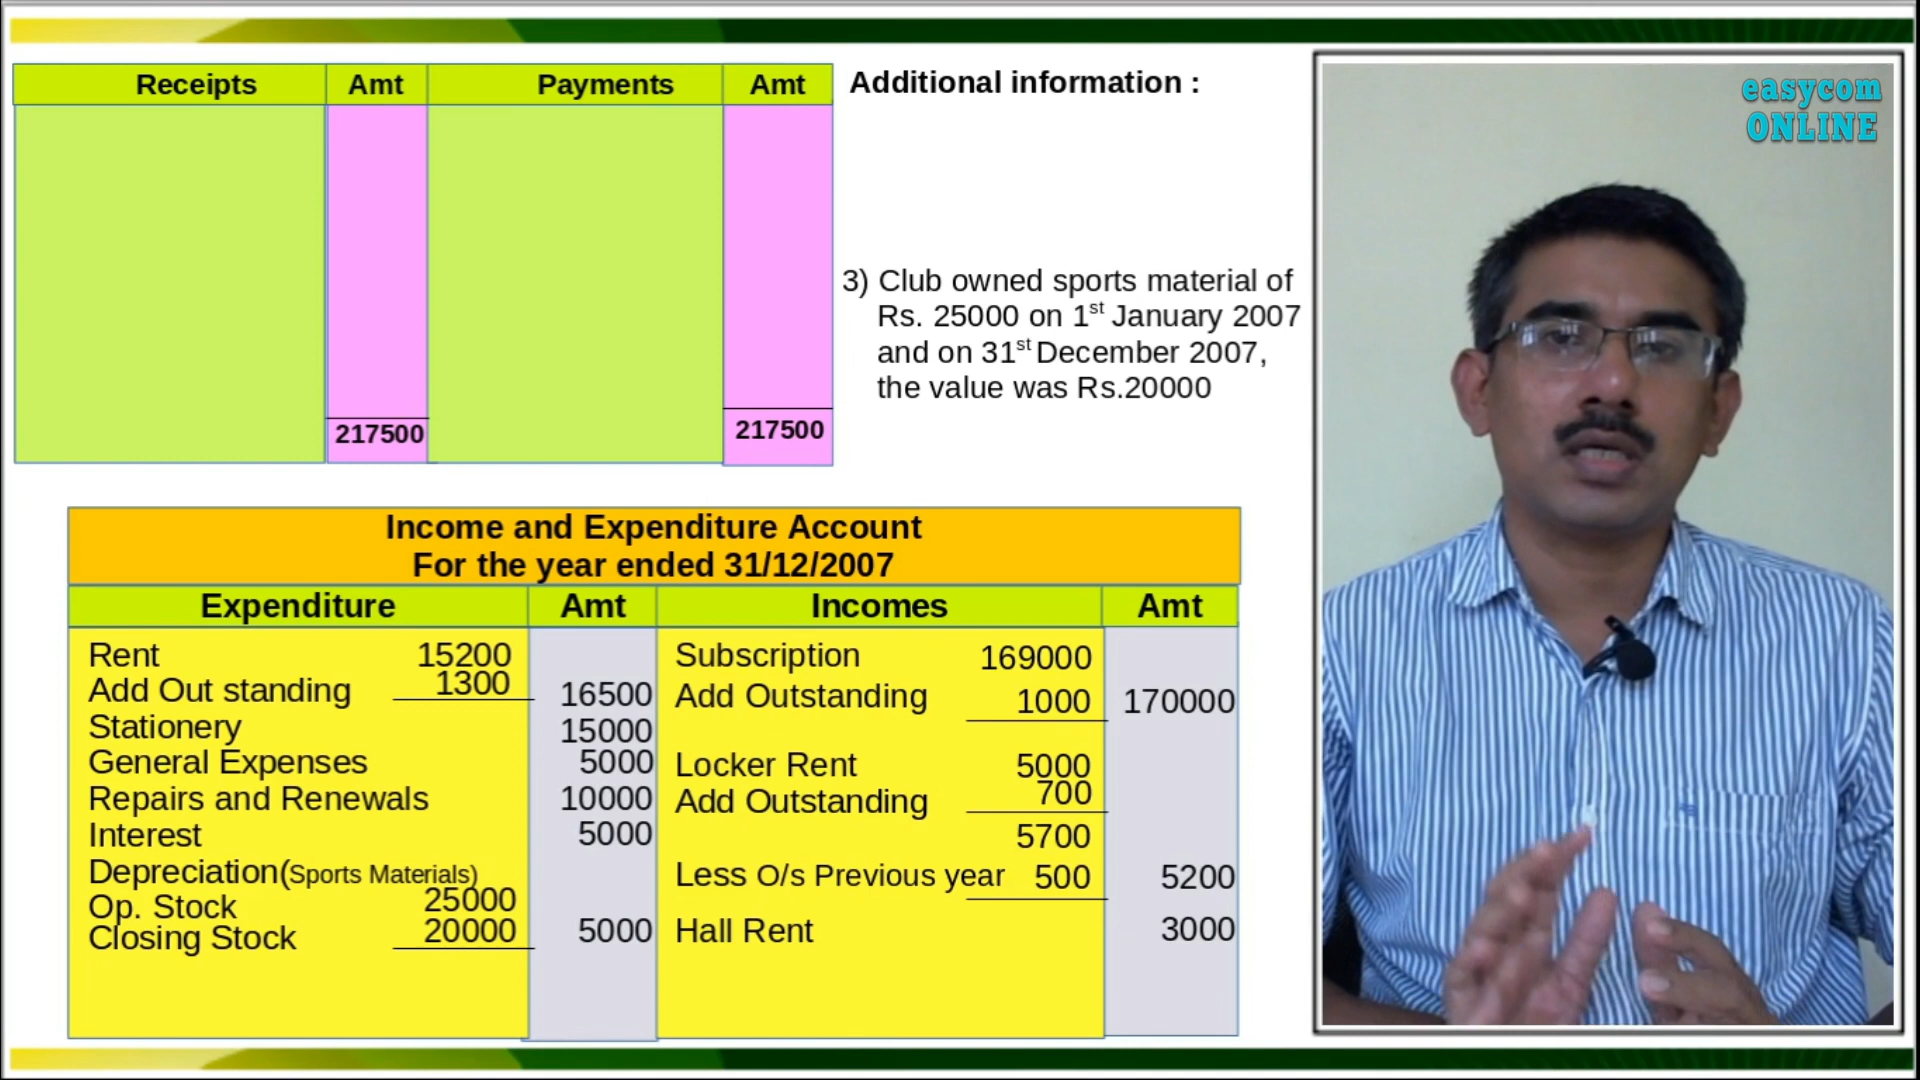 easycom
ONLINE
Receipts Amt Payments Amt
217500 217500
Additional information :
3) Club owned sports material of
Rs. 25000 on 1st January 2007
and on 31st December 2007,
the value was Rs.20000
Income and Expenditure Account
For the year ended 31/12/2007
Expenditure Amt Incomes Amt
Rent 15200
Add Out standing 1300 16500
Stationery 15000
General Expenses 5000
Repairs and Renewals 10000
Interest 5000
Depreciation(Sports Materials)
Op. Stock 25000
Closing Stock 20000 5000
Subscription 169000
Add Outstanding 1000 170000
Locker Rent 5000
Add Outstanding 700
5700
Less O/s Previous year 500 5200
Hall Rent 3000